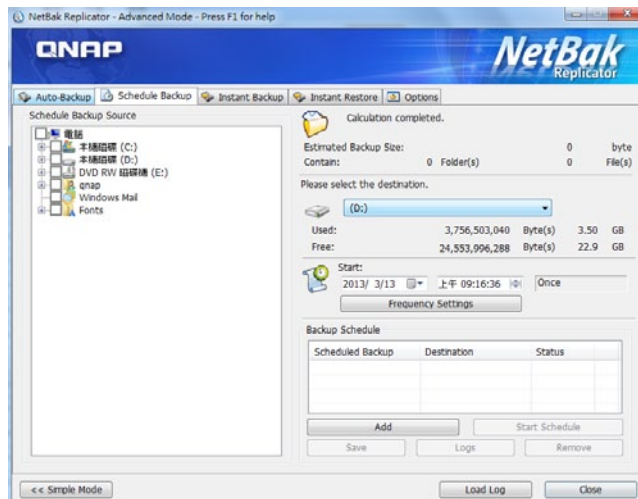 NetBak Replicator - Advanced Mode - Press F1 for help
QNAP
NetBak
Replicator
Auto-Backup Schedule Backup Instant Backup Instant Restore Options
Schedule Backup Source
電腦
本機磁碟 (C:)
本機磁碟 (D:)
DVD RW 磁碟機 (E:)
qnap
Windows Mail
Fonts
Calculation completed.
Estimated Backup Size: 0 byte
Contain: 0 Folder(s) 0 File(s)
Please select the destination.
(D:)
Used: 3,756,503,040 Byte(s) 3.50 GB
Free: 24,553,996,288 Byte(s) 22.9 GB
Start:
2013/ 3/13 上午 09:16:36 Once
Frequency Settings
Backup Schedule
Scheduled Backup Destination Status
Add Start Schedule
Save Logs Remove
<< Simple Mode Load Log Close